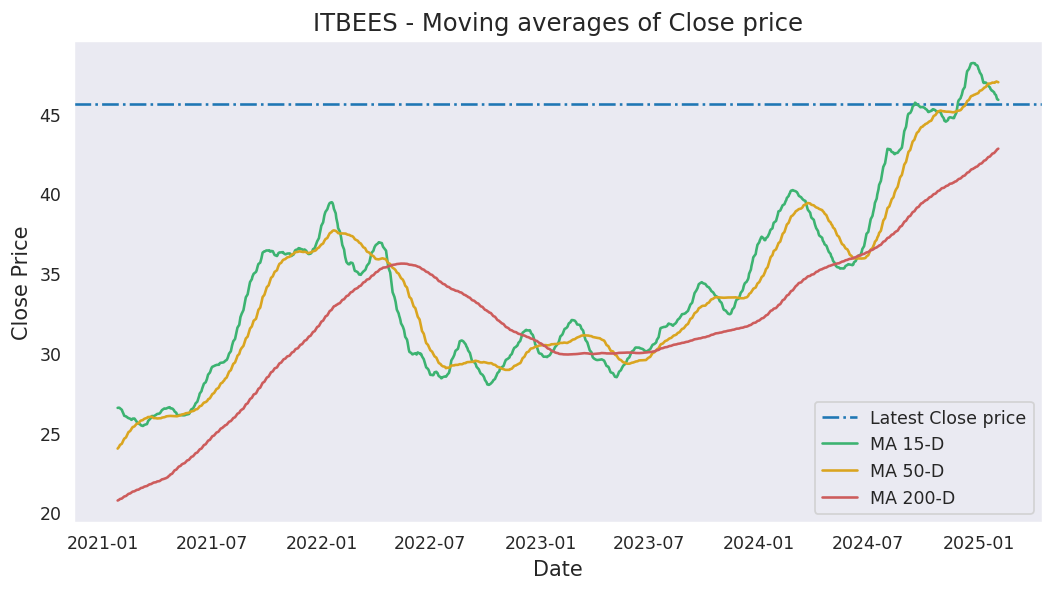 ITBEES - Moving averages of Close price
Close Price
45
40
35
30
25
20
Latest Close price
MA 15-D
MA 50-D
MA 200-D
2021-01 2021-07 2022-01 2022-07 2023-01 2023-07 2024-01 2024-07 2025-01
Date